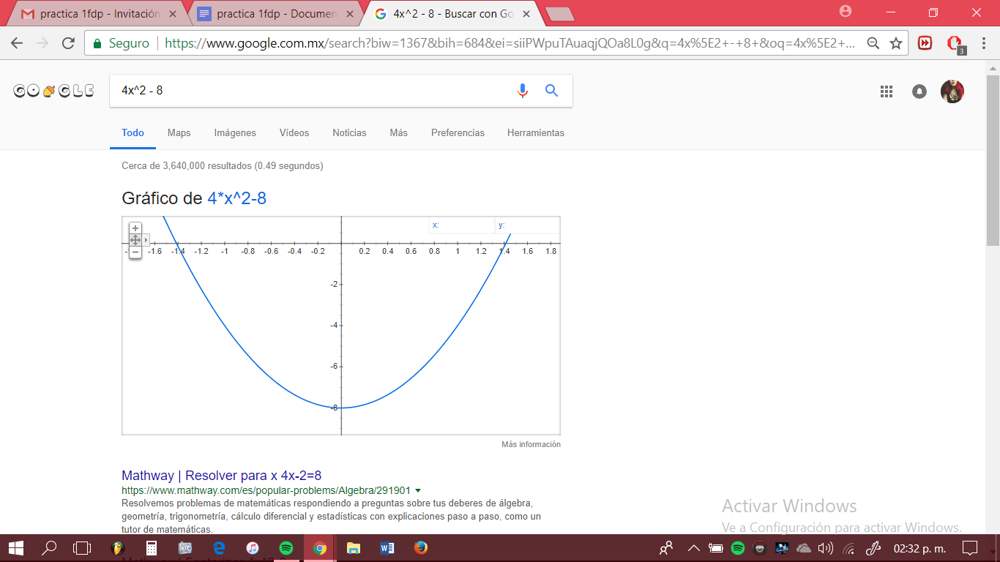 practica 1fdp - Invitación
practica 1fdp - Documen
4x^2 - 8 - Buscar con Go
Seguro
https://www.google.com.mx/search?biw=1367&bih=684&ei=siiPWpuTAuaqjQOa8L0g&q=4x%5E2+-+8+&oq=4x%5E2+...
3
GOOGLE
4x^2 - 8
Todo Maps Imágenes Vídeos Noticias Más Preferencias Herramientas
Cerca de 3,640,000 resultados (0.49 segundos)
Gráfico de 4*x^2-8
x: y:
-1.6 -1.4 -1.2 -1 -0.8 -0.6 -0.4 -0.2 0.2 0.4 0.6 0.8 1 1.2 1.4 1.6 1.8
-2
-4
-6
-8
Más información
Mathway | Resolver para x 4x-2=8
https://www.mathway.com/es/popular-problems/Algebra/291901
Resolvemos problemas de matemáticas respondiendo a preguntas sobre tus deberes de álgebra,
geometría, trigonometría, cálculo diferencial y estadísticas con explicaciones paso a paso, como un
tutor de matemáticas.
Activar Windows
Ve a Configuración para activar Windows.
02:32 p. m.